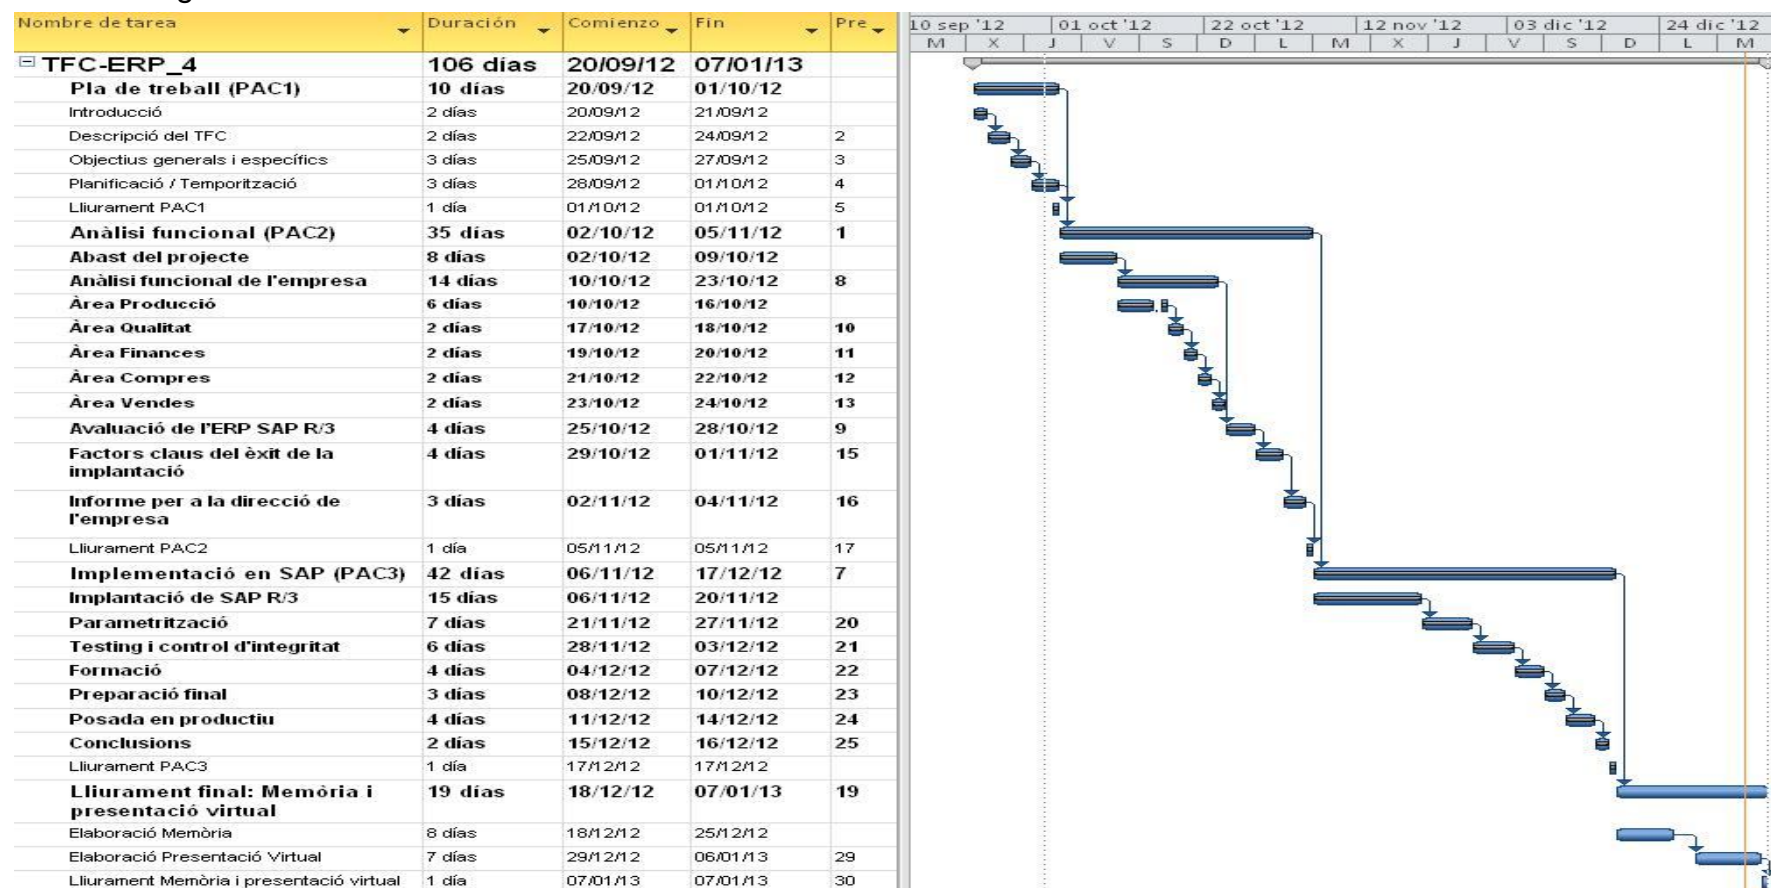 Nombre de tarea Duración Comienzo Fin Pre
10 sep '12 01 oct '12 22 oct '12 12 nov '12 03 dic '12 24 dic '12
M X J V S D L M X J V S D L M
TFC-ERP_4 106 días 20/09/12 07/01/13
Pla de treball (PAC1) 10 días 20/09/12 01/10/12
Introducció 2 días 20/09/12 21/09/12
Descripció del TFC 2 días 22/09/12 24/09/12 2
Objectius generals i específics 3 días 25/09/12 27/09/12 3
Planificació / Temporització 3 días 28/09/12 01/10/12 4
Lliurament PAC1 1 día 01/10/12 01/10/12 5
Anàlisi funcional (PAC2) 35 días 02/10/12 05/11/12 1
Abast del projecte 8 días 02/10/12 09/10/12
Anàlisi funcional de l'empresa 14 días 10/10/12 23/10/12 8
Àrea Producció 6 días 10/10/12 16/10/12
Àrea Qualitat 2 días 17/10/12 18/10/12 10
Àrea Finances 2 días 19/10/12 20/10/12 11
Àrea Compres 2 días 21/10/12 22/10/12 12
Àrea Vendes 2 días 23/10/12 24/10/12 13
Avaluació de l'ERP SAP R/3 4 días 25/10/12 28/10/12 9
Factors claus del èxit de la 4 días 29/10/12 01/11/12 15
implantació
Informe per a la direcció de 3 días 02/11/12 04/11/12 16
l'empresa
Lliurament PAC2 1 día 05/11/12 05/11/12 17
Implementació en SAP (PAC3) 42 días 06/11/12 17/12/12 7
Implantació de SAP R/3 15 días 06/11/12 20/11/12
Parametrització 7 días 21/11/12 27/11/12 20
Testing i control d'integritat 6 días 28/11/12 03/12/12 21
Formació 4 días 04/12/12 07/12/12 22
Preparació final 3 días 08/12/12 10/12/12 23
Posada en productiu 4 días 11/12/12 14/12/12 24
Conclusions 2 días 15/12/12 16/12/12 25
Lliurament PAC3 1 día 17/12/12 17/12/12
Lliurament final: Memòria i 19 días 18/12/12 07/01/13 19
presentació virtual
Elaboració Memòria 8 días 18/12/12 25/12/12
Elaboració Presentació Virtual 7 días 29/12/12 06/01/13 29
Lliurament Memòria i presentació virtual 1 día 07/01/13 07/01/13 30